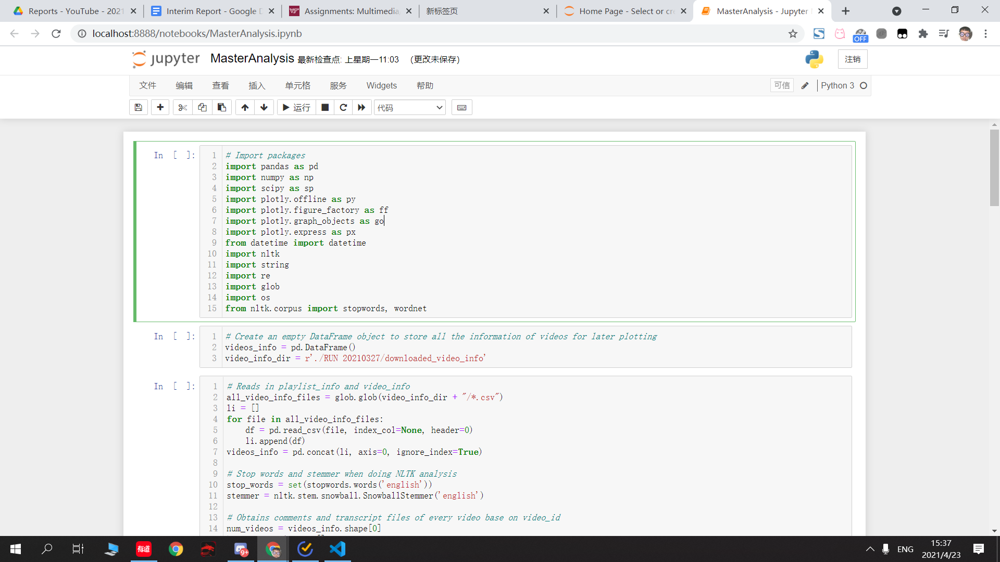 Reports - YouTube - 2021
Interim Report - Google D
Assignments: Multimedia,
新标签页
Home Page - Select or cre
MasterAnalysis - Jupyter
localhost:8888/notebooks/MasterAnalysis.ipynb
OFF
jupyter MasterAnalysis 最新检查点: 上星期一11:03 (更改未保存)
注销
文件 编辑 查看 插入 单元格 服务 Widgets 帮助
可信 Python 3
运行 代码
In [ ]:
1 # Import packages
2 import pandas as pd
3 import numpy as np
4 import scipy as sp
5 import plotly.offline as py
6 import plotly.figure_factory as ff
7 import plotly.graph_objects as go
8 import plotly.express as px
9 from datetime import datetime
10 import nltk
11 import string
12 import re
13 import glob
14 import os
15 from nltk.corpus import stopwords, wordnet
In [ ]:
1 # Create an empty DataFrame object to store all the information of videos for later plotting
2 videos_info = pd.DataFrame()
3 video_info_dir = r'./RUN 20210327/downloaded_video_info'
In [ ]:
1 # Reads in playlist_info and video_info
2 all_video_info_files = glob.glob(video_info_dir + "/*.csv")
3 li = []
4 for file in all_video_info_files:
5     df = pd.read_csv(file, index_col=None, header=0)
6     li.append(df)
7 videos_info = pd.concat(li, axis=0, ignore_index=True)
8
9 # Stop words and stemmer when doing NLTK analysis
10 stop_words = set(stopwords.words('english'))
11 stemmer = nltk.stem.snowball.SnowballStemmer('english')
12
13 # Obtains comments and transcript files of every video base on video_id
14 num_videos = videos_info.shape[0]
有道
9+
ENG
15:37
2021/4/23